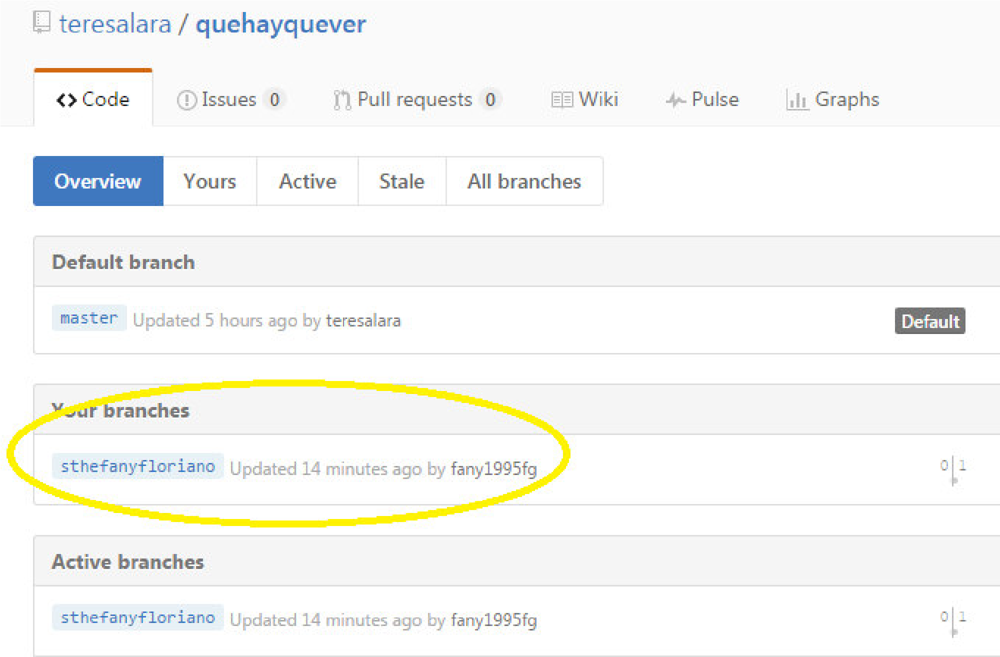 teresalara / quehayquever
Code Issues 0 Pull requests 0 Wiki Pulse Graphs
Overview Yours Active Stale All branches
Default branch
master Updated 5 hours ago by teresalara Default
Your branches
sthefanyfloriano Updated 14 minutes ago by fany1995fg 0 1
Active branches
sthefanyfloriano Updated 14 minutes ago by fany1995fg 0 1